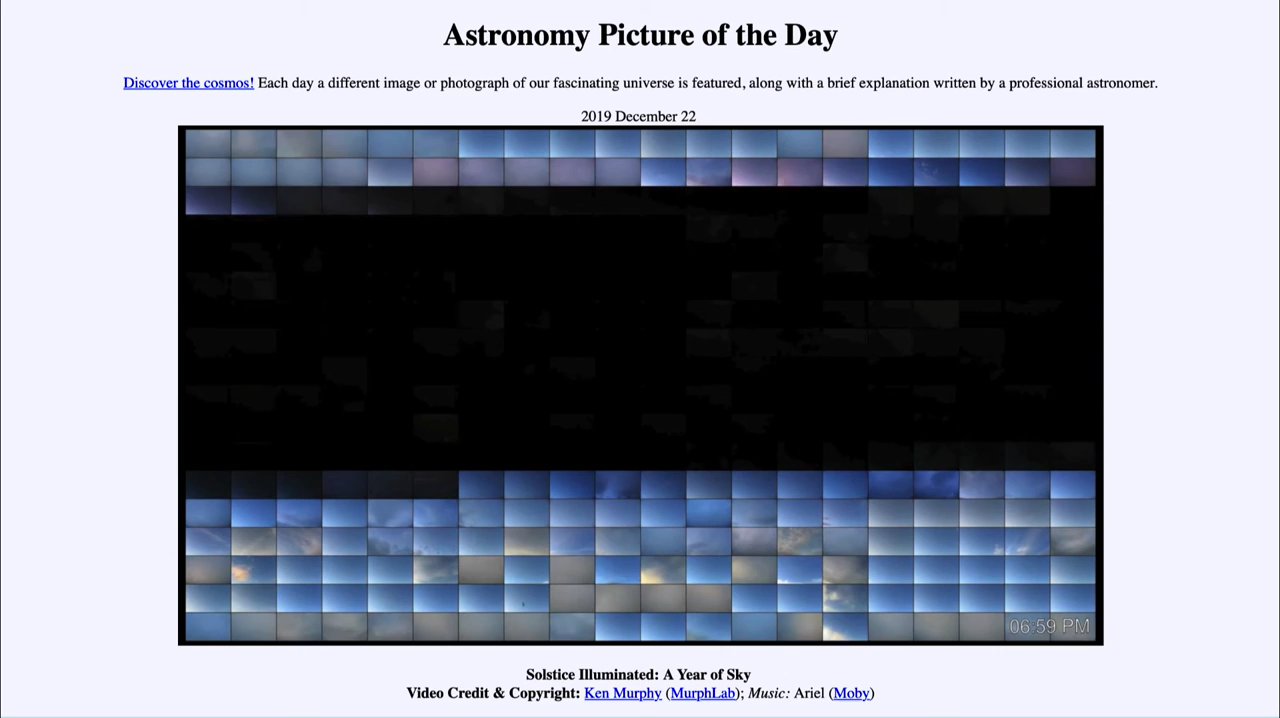 Astronomy Picture of the Day
Discover the cosmos! Each day a different image or photograph of our fascinating universe is featured, along with a brief explanation written by a professional astronomer.
2019 December 22
06:59 PM
Solstice Illuminated: A Year of Sky
Video Credit & Copyright: Ken Murphy (MurphLab); Music: Ariel (Moby)